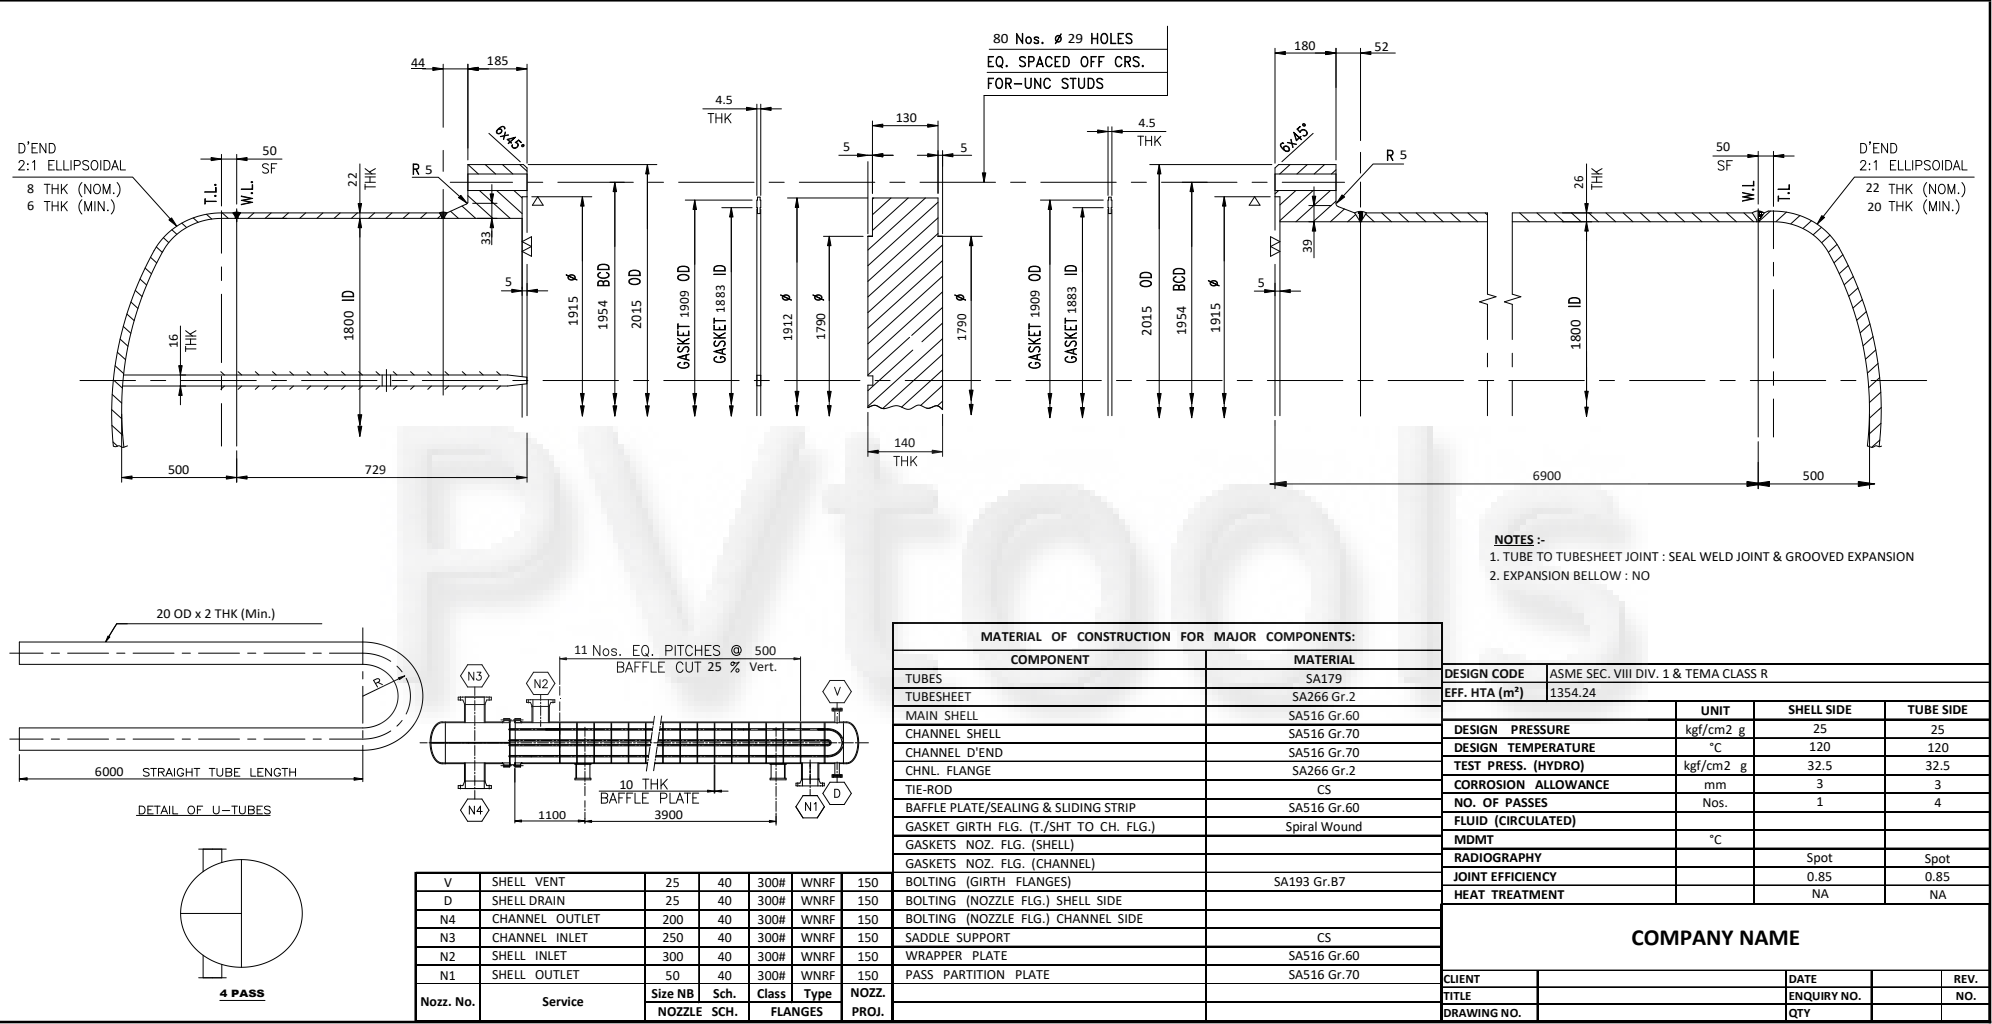 80 Nos. ø 29 HOLES
EQ. SPACED OFF CRS.
FOR-UNC STUDS
44
185
180
52
4.5
THK
130
5
5
4.5
THK
6x45°
6x45°
R 5
R 5
D'END
2:1 ELLIPSOIDAL
8 THK (NOM.)
6 THK (MIN.)
50
SF
T.L.
W.L.
22
THK
33
5
16
THK
1800 ID
1915 ø
1954 BCD
2015 OD
GASKET 1909 OD
GASKET 1883 ID
1912 ø
1790 ø
1790 ø
GASKET 1909 OD
GASKET 1883 ID
2015 OD
1954 BCD
1915 ø
5
39
26
THK
1800 ID
50
SF
W.L
T.L
D'END
2:1 ELLIPSOIDAL
22 THK (NOM.)
20 THK (MIN.)
500
729
140
THK
6900
500
PVtools
NOTES :-
1. TUBE TO TUBESHEET JOINT : SEAL WELD JOINT & GROOVED EXPANSION
2. EXPANSION BELLOW : NO
20 OD x 2 THK (Min.)
R
6000 STRAIGHT TUBE LENGTH
DETAIL OF U-TUBES
4 PASS
11 Nos. EQ. PITCHES @ 500
BAFFLE CUT 25 % Vert.
N3
N2
V
N4
N1
D
10 THK
BAFFLE PLATE
1100
3900
V SHELL VENT 25 40 300# WNRF 150
D SHELL DRAIN 25 40 300# WNRF 150
N4 CHANNEL OUTLET 200 40 300# WNRF 150
N3 CHANNEL INLET 250 40 300# WNRF 150
N2 SHELL INLET 300 40 300# WNRF 150
N1 SHELL OUTLET 50 40 300# WNRF 150
Nozz. No. Service Size NB Sch. Class Type NOZZ.
NOZZLE SCH. FLANGES PROJ.
MATERIAL OF CONSTRUCTION FOR MAJOR COMPONENTS:
COMPONENT MATERIAL
TUBES SA179
TUBESHEET SA266 Gr.2
MAIN SHELL SA516 Gr.60
CHANNEL SHELL SA516 Gr.70
CHANNEL D'END SA516 Gr.70
CHNL. FLANGE SA266 Gr.2
TIE-ROD CS
BAFFLE PLATE/SEALING & SLIDING STRIP SA516 Gr.60
GASKET GIRTH FLG. (T./SHT TO CH. FLG.) Spiral Wound
GASKETS NOZ. FLG. (SHELL)
GASKETS NOZ. FLG. (CHANNEL)
BOLTING (GIRTH FLANGES) SA193 Gr.B7
BOLTING (NOZZLE FLG.) SHELL SIDE
BOLTING (NOZZLE FLG.) CHANNEL SIDE
SADDLE SUPPORT CS
WRAPPER PLATE SA516 Gr.60
PASS PARTITION PLATE SA516 Gr.70
DESIGN CODE ASME SEC. VIII DIV. 1 & TEMA CLASS R
EFF. HTA (m²) 1354.24
UNIT SHELL SIDE TUBE SIDE
DESIGN PRESSURE kgf/cm2 g 25 25
DESIGN TEMPERATURE °C 120 120
TEST PRESS. (HYDRO) kgf/cm2 g 32.5 32.5
CORROSION ALLOWANCE mm 3 3
NO. OF PASSES Nos. 1 4
FLUID (CIRCULATED)
MDMT °C
RADIOGRAPHY Spot Spot
JOINT EFFICIENCY 0.85 0.85
HEAT TREATMENT NA NA
COMPANY NAME
CLIENT DATE REV.
TITLE ENQUIRY NO. NO.
DRAWING NO. QTY